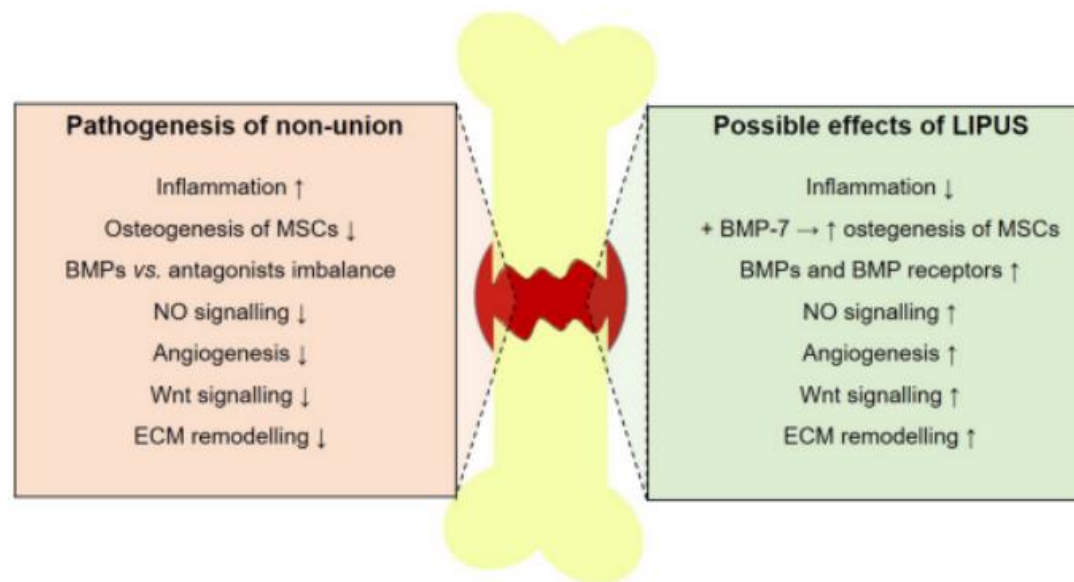 Pathogenesis of non-union
Inflammation ↑
Osteogenesis of MSCs ↓
BMPs vs. antagonists imbalance
NO signalling ↓
Angiogenesis ↓
Wnt signalling ↓
ECM remodelling ↓
Possible effects of LIPUS
Inflammation ↓
+ BMP-7 → ↑ ostegenesis of MSCs
BMPs and BMP receptors ↑
NO signalling ↑
Angiogenesis ↑
Wnt signalling ↑
ECM remodelling ↑